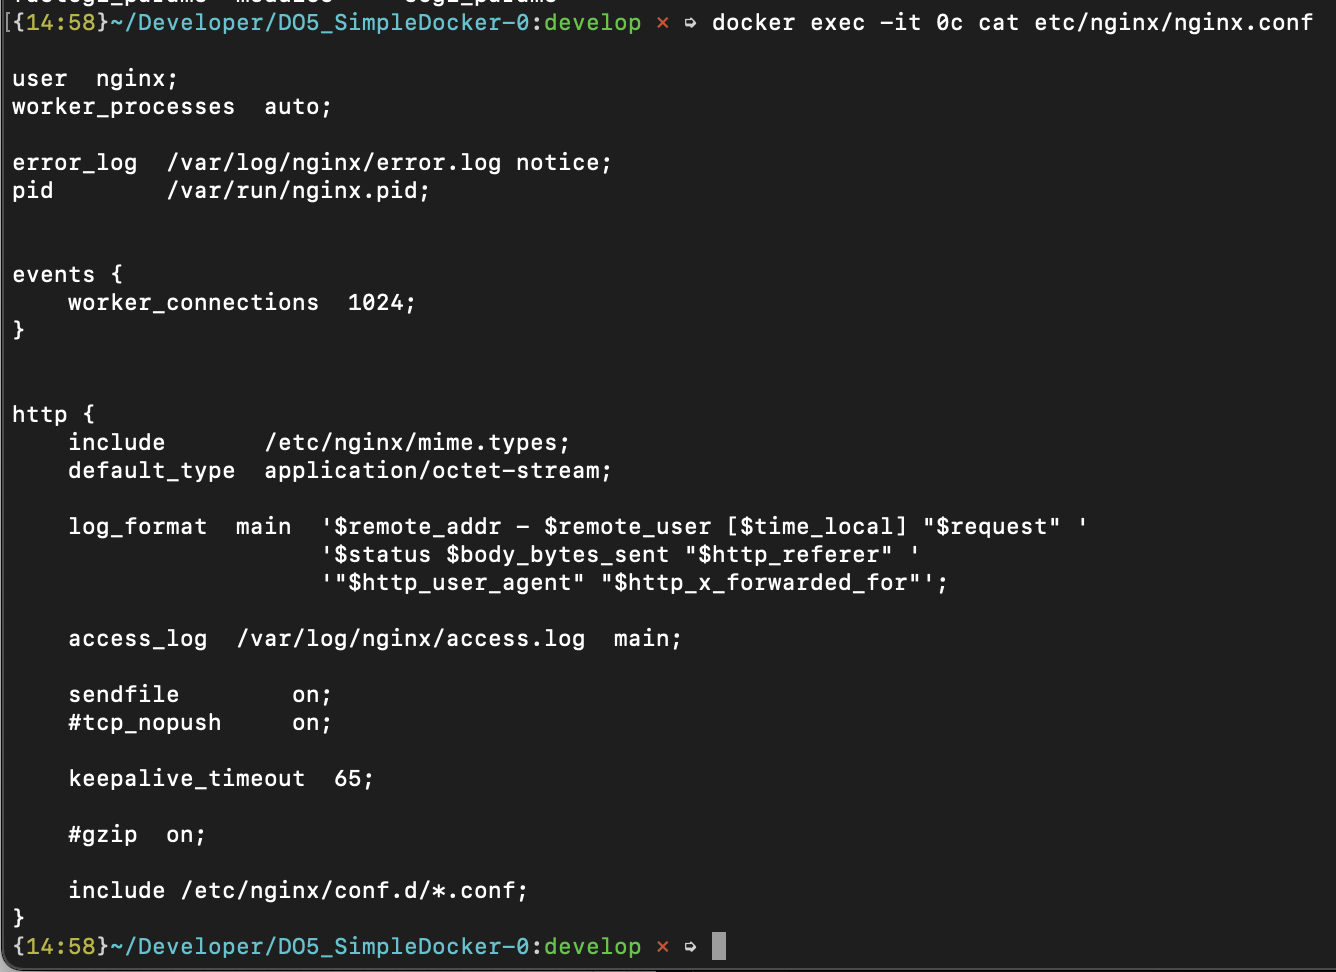 [{14:58}~/Developer/DO5_SimpleDocker-0:develop × ➩ docker exec -it 0c cat etc/nginx/nginx.conf
user  nginx;
worker_processes  auto;
error_log  /var/log/nginx/error.log notice;
pid        /var/run/nginx.pid;
events {
    worker_connections  1024;
}
http {
    include       /etc/nginx/mime.types;
    default_type  application/octet-stream;
    log_format  main  '$remote_addr - $remote_user [$time_local] "$request" '
                      '$status $body_bytes_sent "$http_referer" '
                      '"$http_user_agent" "$http_x_forwarded_for"';
    access_log  /var/log/nginx/access.log  main;
    sendfile        on;
    #tcp_nopush     on;
    keepalive_timeout  65;
    #gzip  on;
    include /etc/nginx/conf.d/*.conf;
}
{14:58}~/Developer/DO5_SimpleDocker-0:develop × ➩